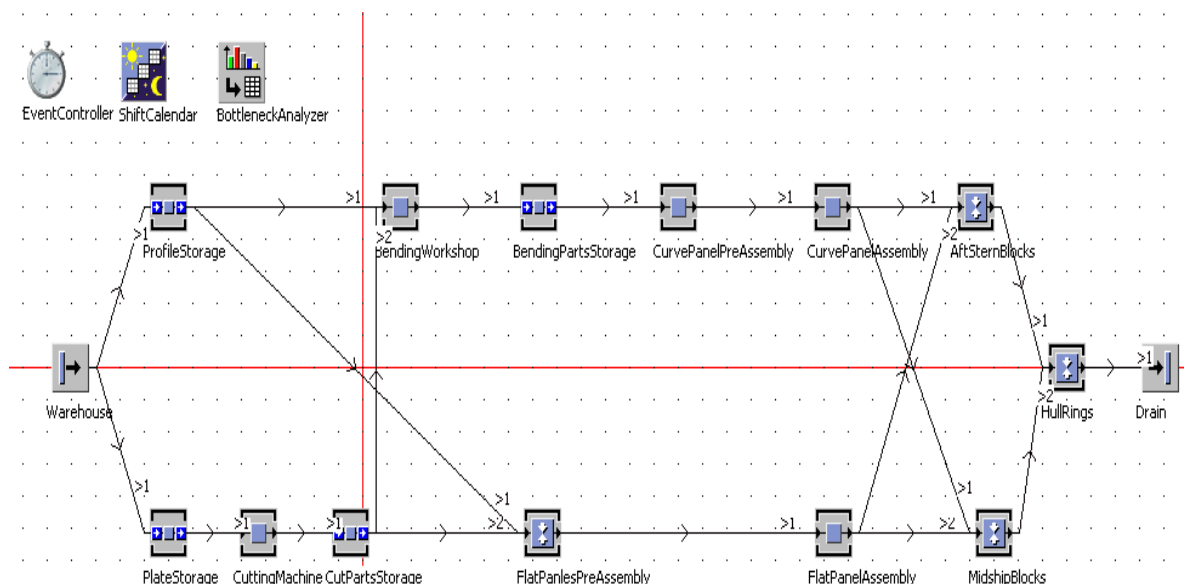 EventController ShiftCalendar BottleneckAnalyzer
>1 >1 >1 >1 >1 >1
>1 >2 >2
ProfileStorage BendingWorkshop BendingPartsStorage CurvePanelPreAssembly CurvePanelAssembly AftSternBlocks
>1
>1
Warehouse >2 HullRings Drain
>1 >1 >1
>1 >1 >2 >1 >2
PlateStorage CuttingMachine CutPartsStorage FlatPanlesPreAssembly FlatPanelAssembly MidshipBlocks